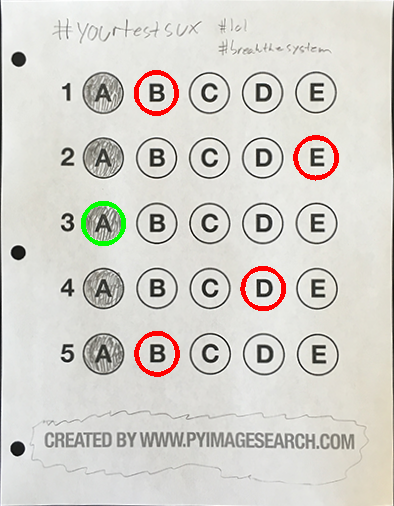 #yourtestsux #lol
#breakthesystem
1 A B C D E
2 A B C D E
3 A B C D E
4 A B C D E
5 A B C D E
CREATED BY WWW.PYIMAGESEARCH.COM